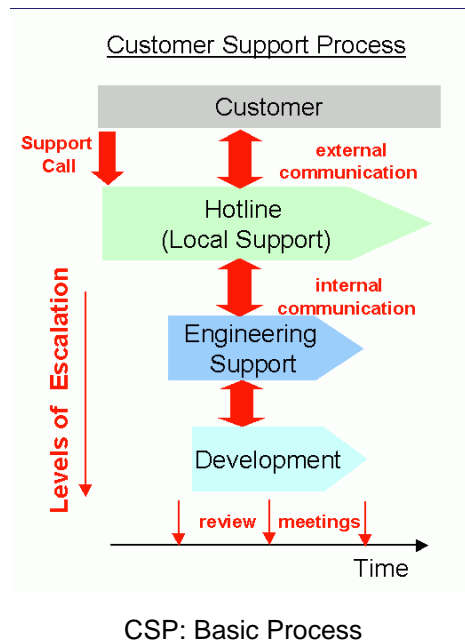 Customer Support Process
Customer
Support
Call
external
communication
Hotline
(Local Support)
internal
communication
Engineering
Support
Levels of Escalation
Development
review meetings
Time
CSP: Basic Process